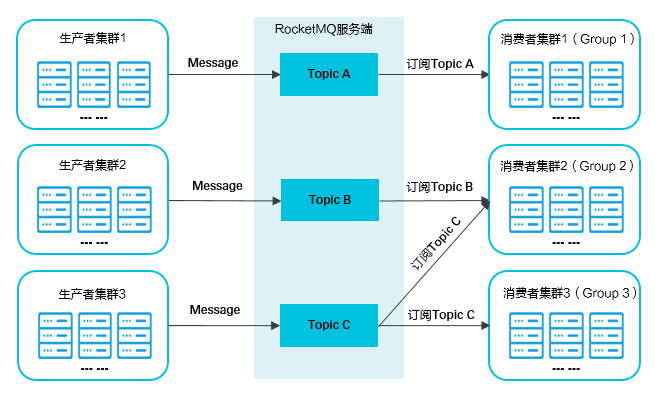 RocketMQ服务端
生产者集群1
--- ---
Message
Topic A
订阅Topic A
消费者集群1（Group 1）
--- ---
生产者集群2
--- ---
Message
Topic B
订阅Topic B
消费者集群2（Group 2）
--- ---
订阅Topic C
生产者集群3
--- ---
Message
Topic C
订阅Topic C
消费者集群3（Group 3）
--- ---